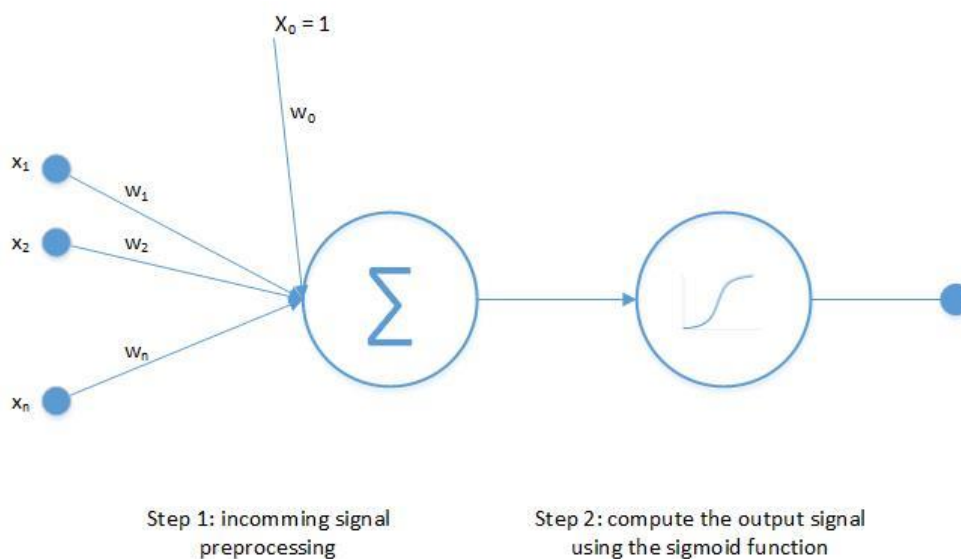 X₀ = 1
w₀
x₁
w₁
x₂
w₂
wₙ
xₙ
∑
Step 1: incomming signal
preprocessing
Step 2: compute the output signal
using the sigmoid function